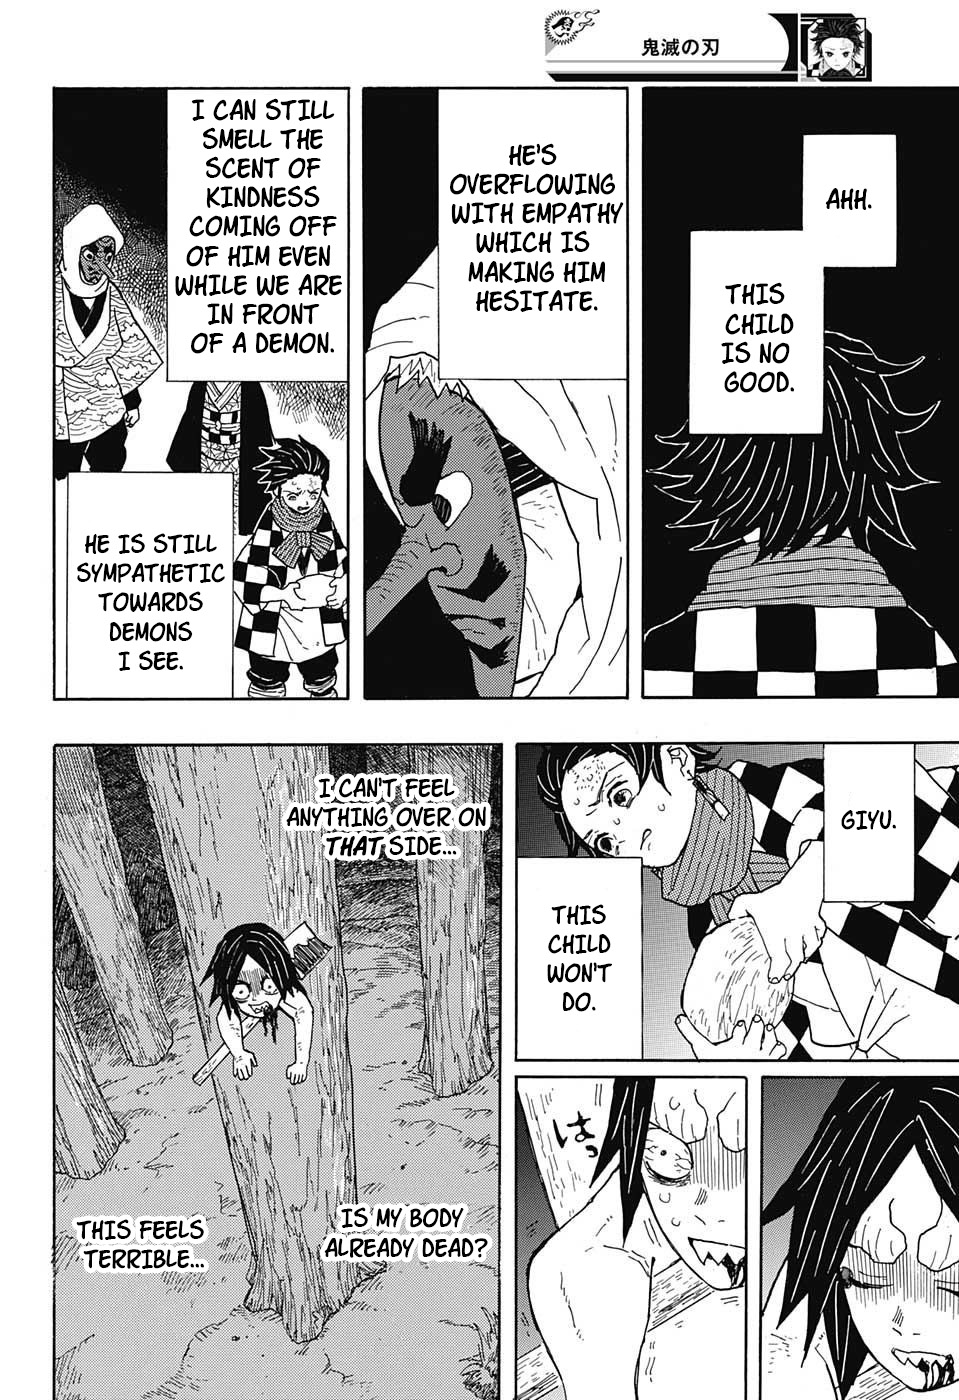 鬼滅の刃
AHH.
THIS
CHILD
IS NO
GOOD.
HE'S
OVERFLOWING
WITH EMPATHY
WHICH IS
MAKING HIM
HESITATE.
I CAN STILL
SMELL THE
SCENT OF
KINDNESS
COMING OFF
OF HIM EVEN
WHILE WE ARE
IN FRONT
OF A DEMON.
HE IS STILL
SYMPATHETIC
TOWARDS
DEMONS
I SEE.
GIYU.
THIS
CHILD
WON'T
DO.
はっ
I CAN'T FEEL
ANYTHING OVER ON
THAT SIDE...
IS MY BODY
ALREADY DEAD?
THIS FEELS
TERRIBLE...